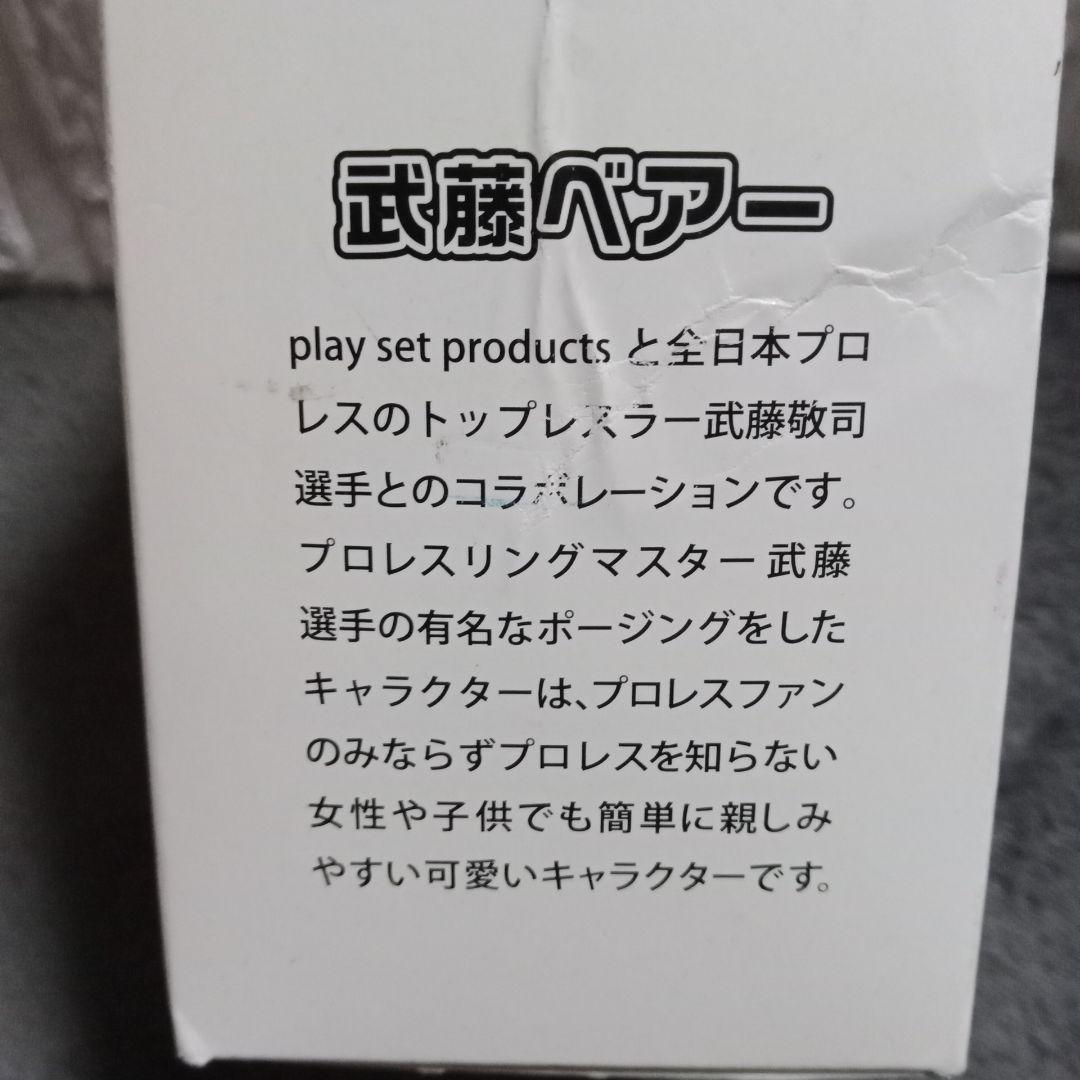 武藤ベアー
play set products と全日本プロ
レスのトップレスラー武藤敬司
選手とのコラボレーションです。
プロレスリングマスター 武藤
選手の有名なポージングをした
キャラクターは、プロレスファン
のみならずプロレスを知らない
女性や子供でも簡単に親しみ
やすい可愛いキャラクターです。